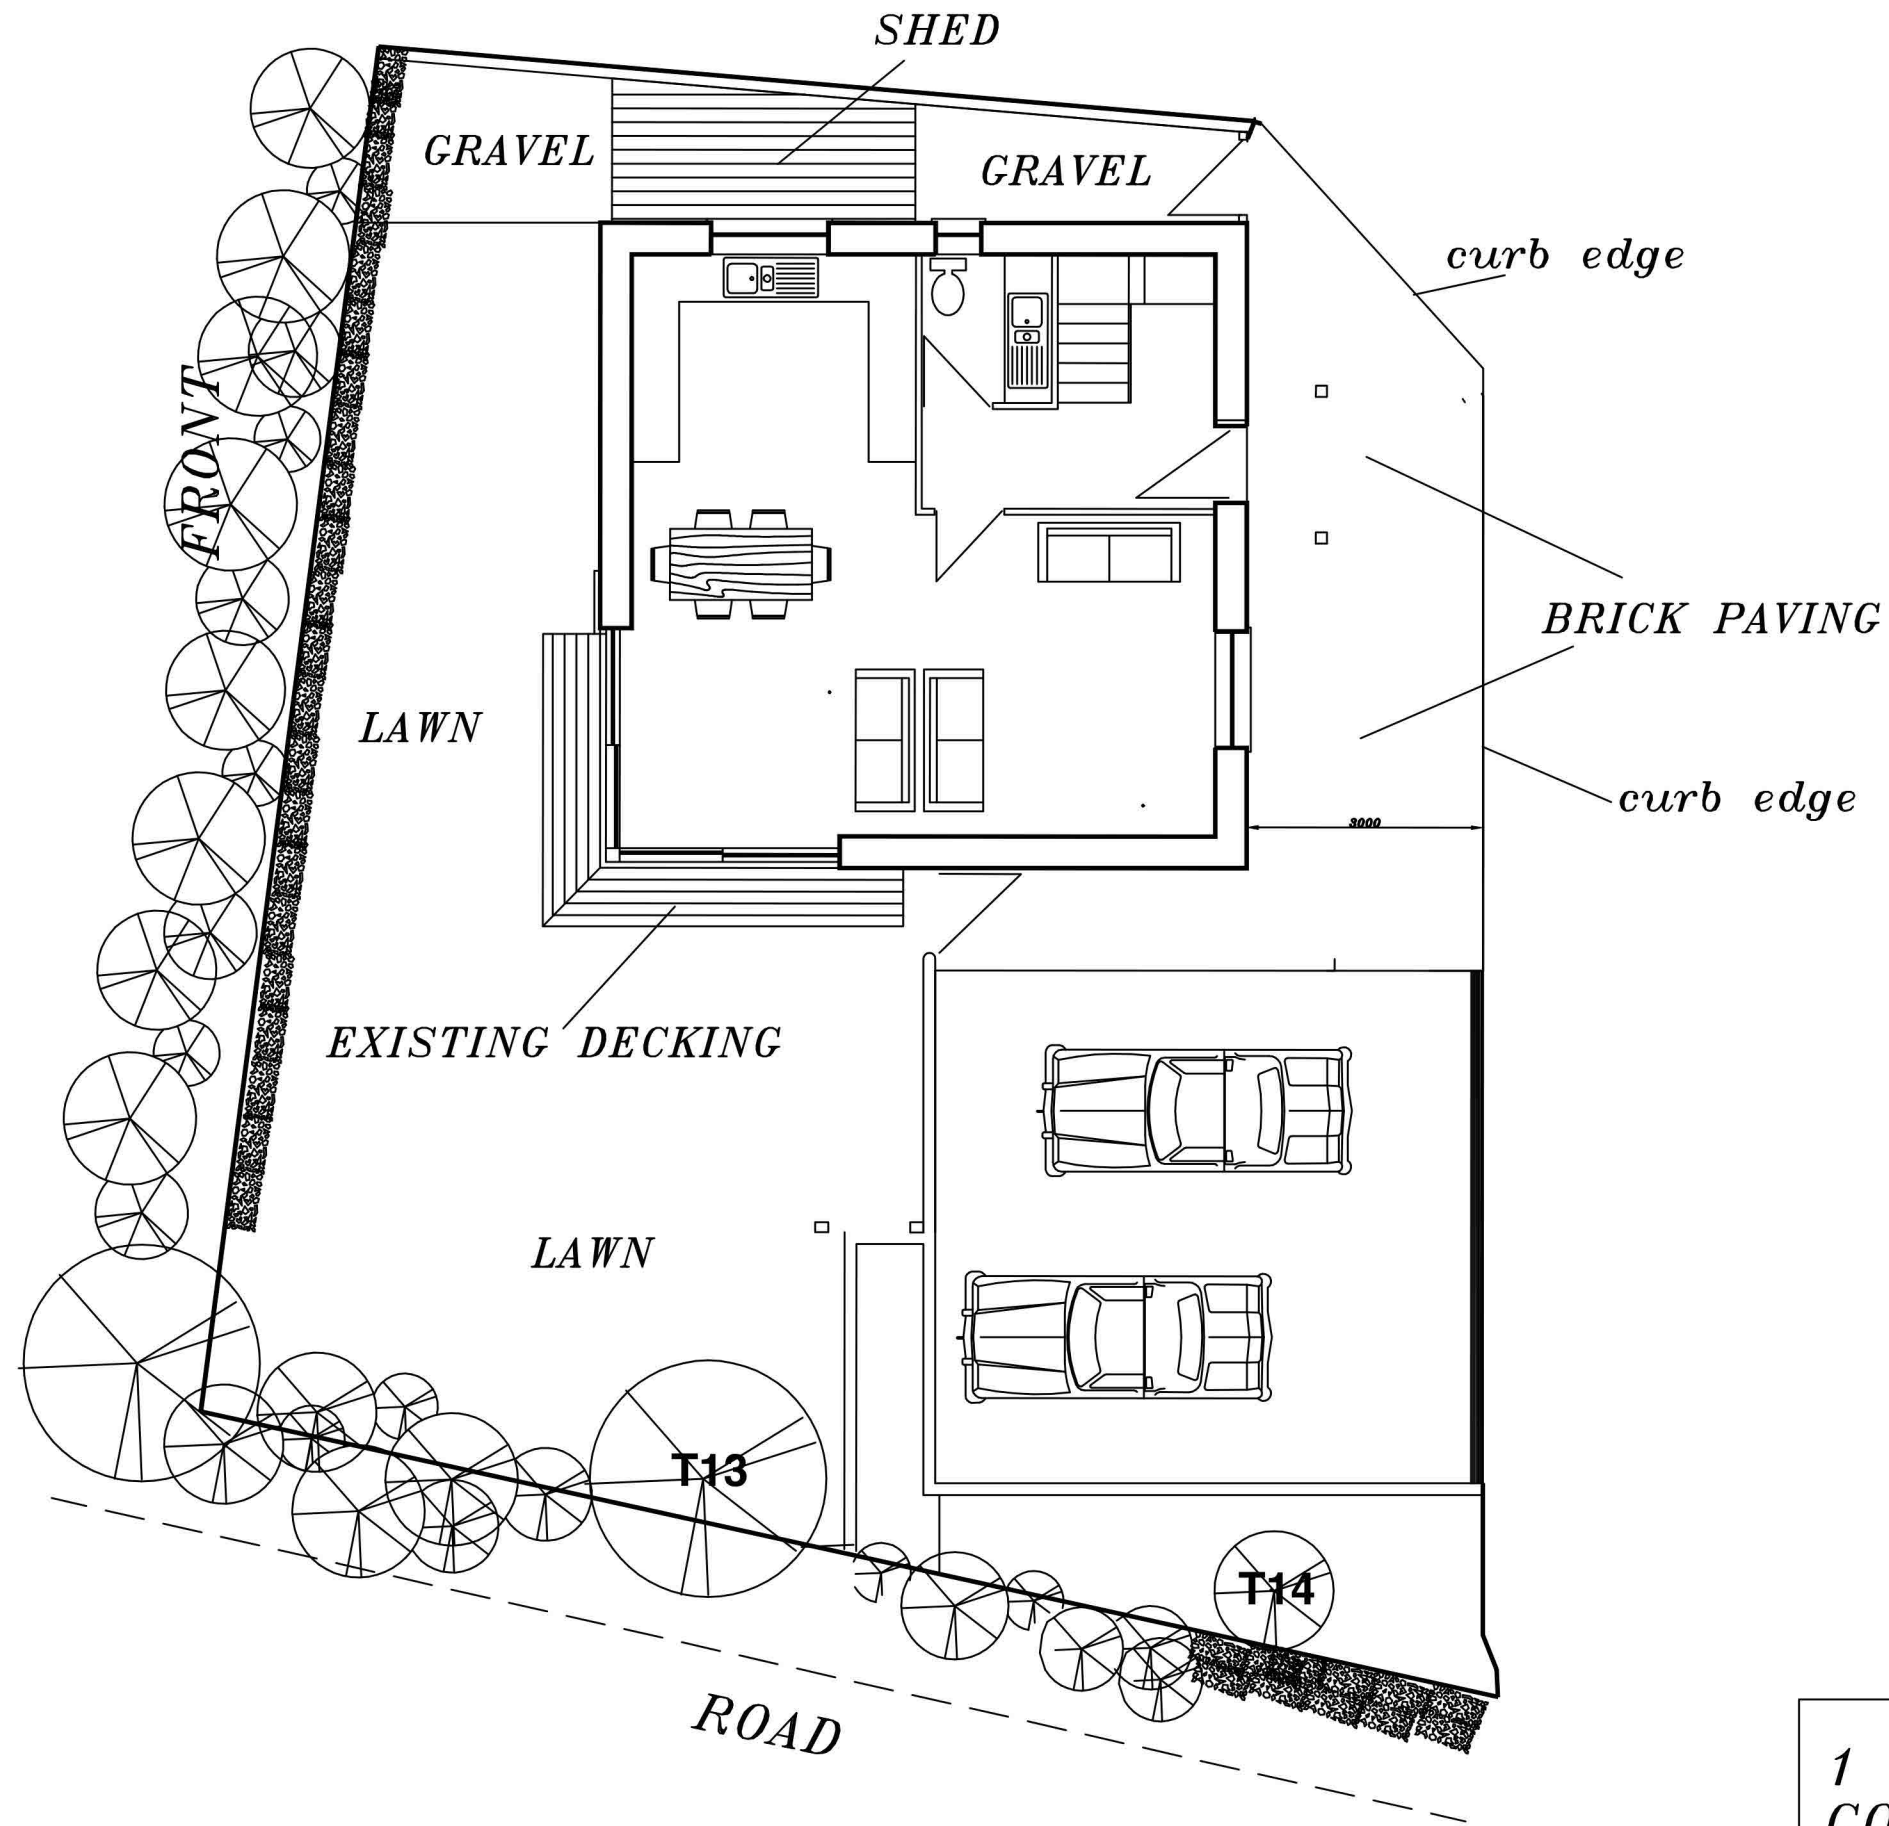 SHED
GRAVEL
GRAVEL
curb edge
FRONT
BRICK PAVING
LAWN
curb edge
3000
EXISTING DECKING
LAWN
T13
T14
ROAD
1